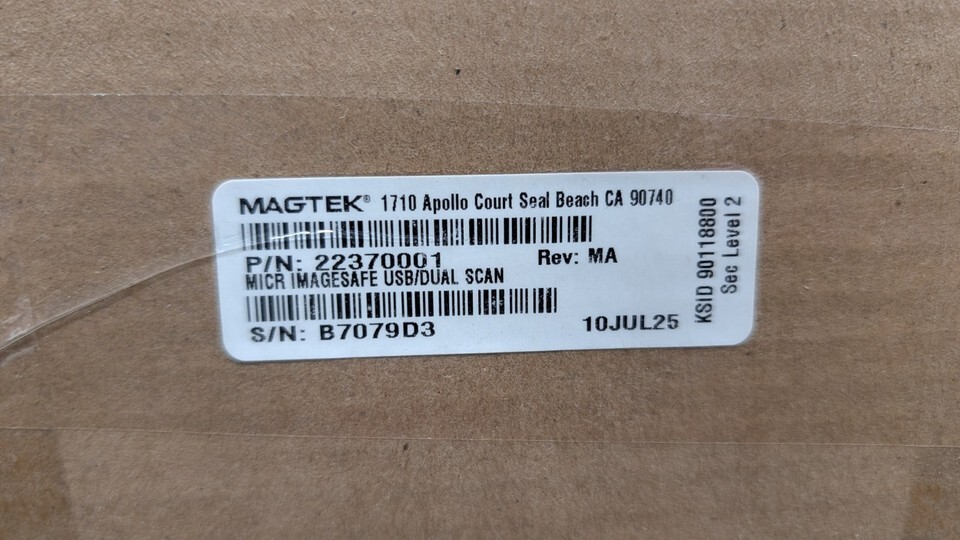 MAGTEK® 1710 Apollo Court Seal Beach CA 90740
P/N: 22370001 Rev: MA
MICR IMAGESAFE USB/DUAL SCAN
S/N: B7079D3 10JUL25
KSID 90118800
Sec Level 2